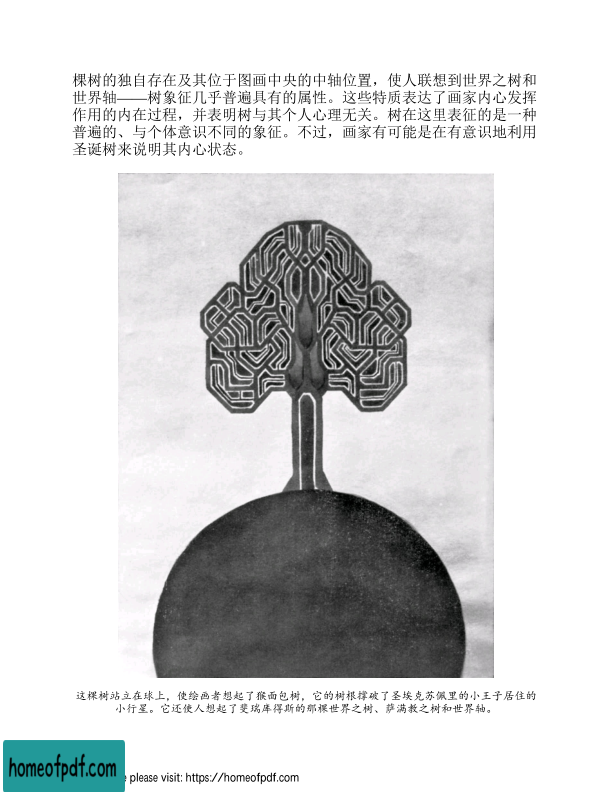 棵树的独自存在及其位于图画中央的中轴位置，使人联想到世界之树和
世界轴——树象征几乎普遍具有的属性。这些特质表达了画家内心发挥
作用的内在过程，并表明树与其个人心理无关。树在这里表征的是一种
普遍的、与个体意识不同的象征。不过，画家有可能是在有意识地利用
圣诞树来说明其内心状态。
这棵树站立在球上，使绘画者想起了猴面包树，它的树根撑破了圣埃克苏佩里的小王子居住的
小行星。它还使人想起了斐瑞库得斯的那棵世界之树、萨满教之树和世界轴。
homeofpdf.com
e please visit: https://homeofpdf.com